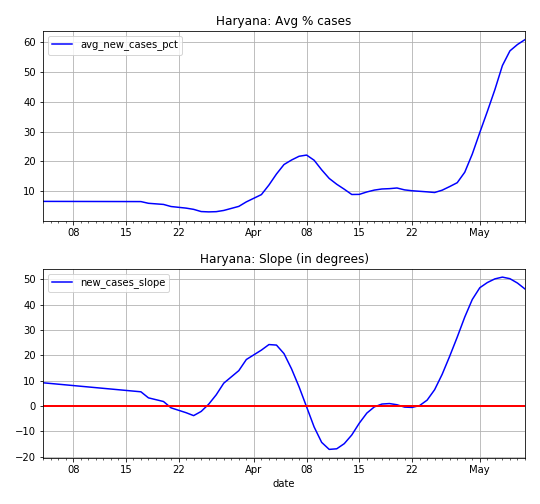 Haryana: Avg % cases
avg_new_cases_pct
60
50
40
30
20
10
08 15 22 Apr 08 15 22 May
Haryana: Slope (in degrees)
new_cases_slope
50
40
30
20
10
0
−10
−20
08 15 22 Apr 08 15 22 May
date